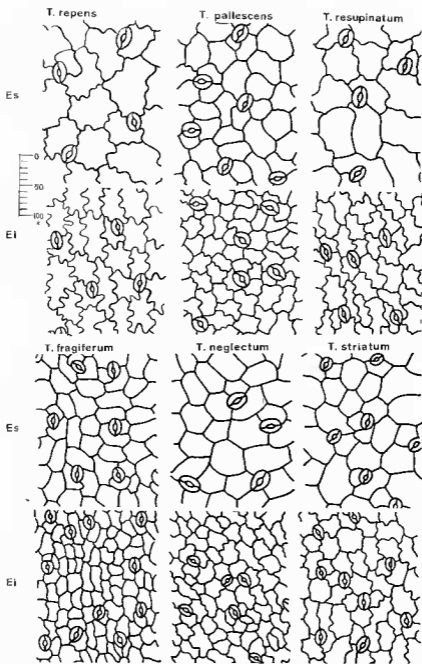 T. repens T. pallescens T. resupinatum
Es
0
50
100
Ei
T. fragiferum T. neglectum T. striatum
Es
Ei